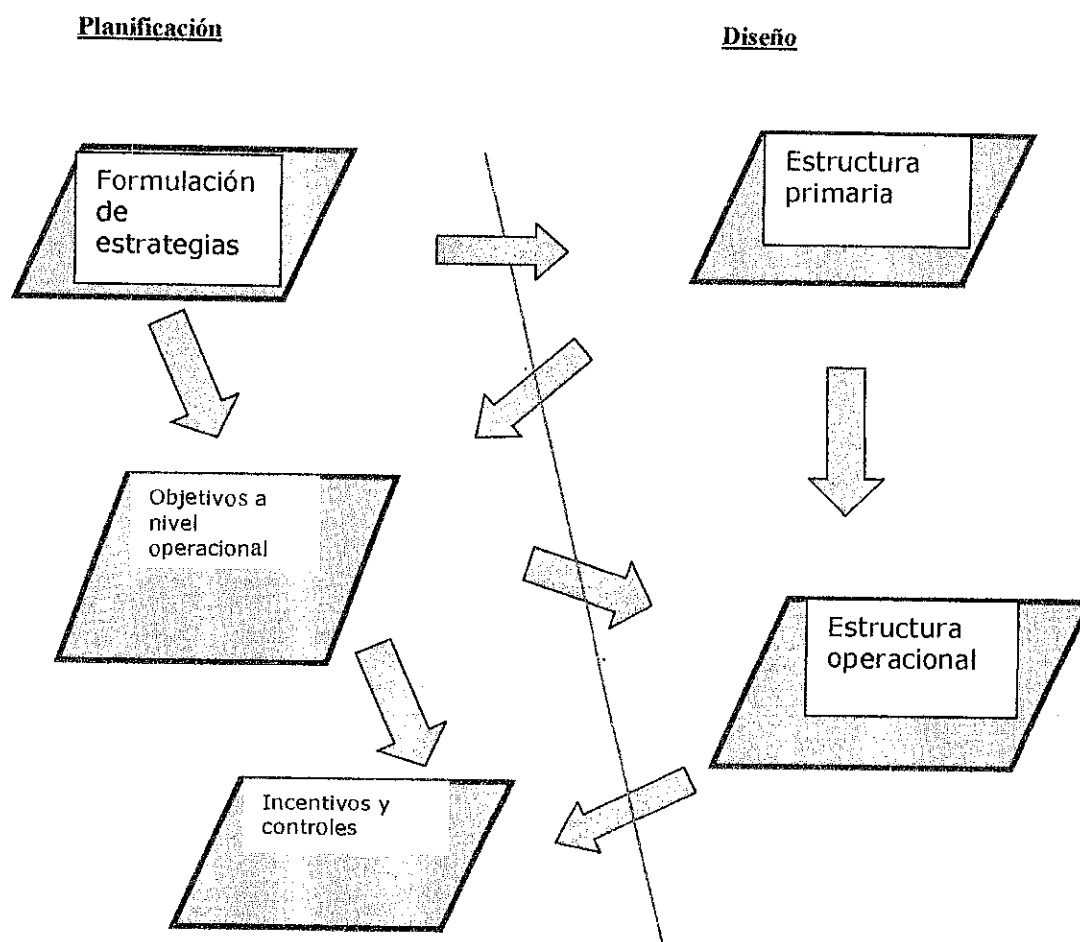 Planificación
Diseño
Formulación
de
estrategias
Estructura
primaria
Objetivos a
nivel
operacional
Estructura
operacional
Incentivos y
controles